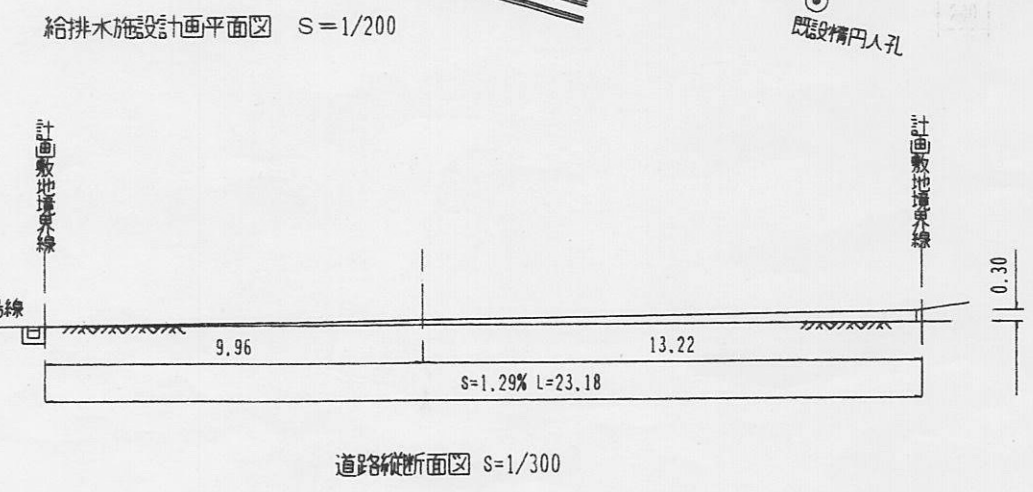 給排水施設計画平面図 S=1/200
既設楕円人孔
計画敷地境界線
計画敷地境界線
0.30
線
9.96
13.22
S=1.29% L=23.18
道路縦断面図 S=1/300